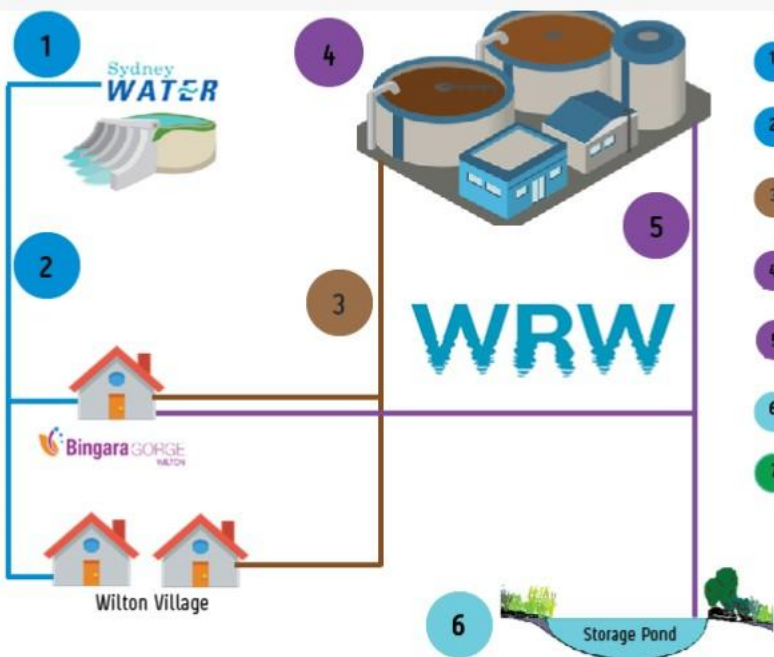 1
4
Sydney
WATER
5
2
3
WRW
Bingara GORGE
WILTON
Wilton Village
6
Storage Pond